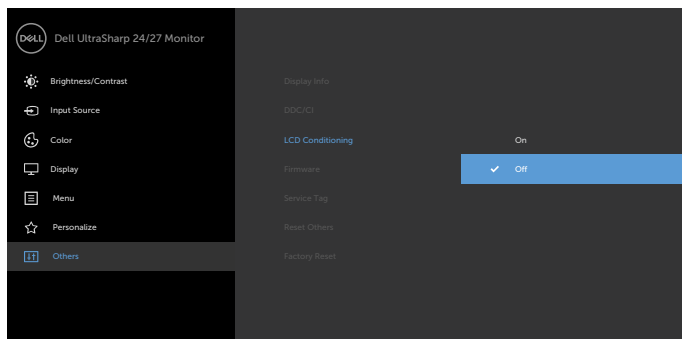 DELL Dell UltraSharp 24/27 Monitor
Brightness/Contrast
Display Info
Input Source
DDC/CI
Color
LCD Conditioning
On
Display
Firmware
Off
Menu
Service Tag
Personalize
Reset Others
Others
Factory Reset